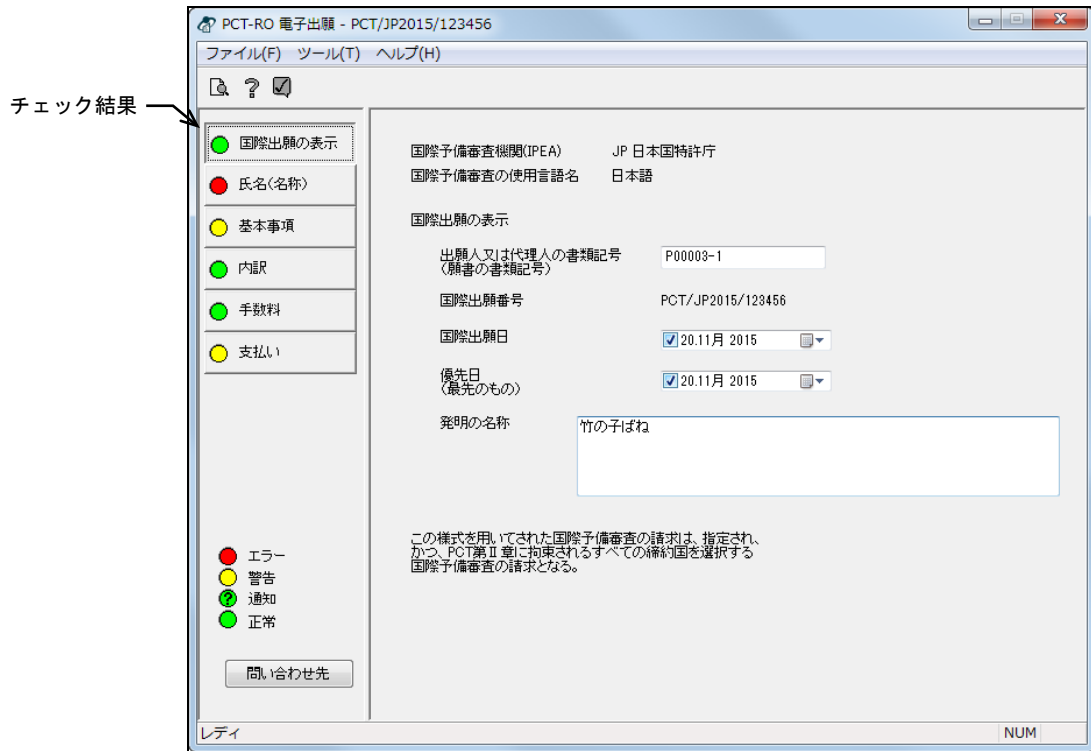 PCT-RO 電子出願 - PCT/JP2015/123456
ファイル(F) ツール(T) ヘルプ(H)
チェック結果
国際出願の表示
氏名(名称)
基本事項
内訳
手数料
支払い
国際予備審査機関(IPEA) JP 日本国特許庁
国際予備審査の使用言語名 日本語
国際出願の表示
出願人又は代理人の書類記号
(願書の書類記号)
P00003-1
国際出願番号 PCT/JP2015/123456
国際出願日 20.11月 2015
優先日
(最先のもの)
20.11月 2015
発明の名称 竹の子ばね
この様式を用いてされた国際予備審査の請求は、指定され、
かつ、PCT第Ⅱ章に拘束されるすべての締約国を選択する
国際予備審査の請求となる。
エラー
警告
? 通知
正常
問い合わせ先
レディ NUM